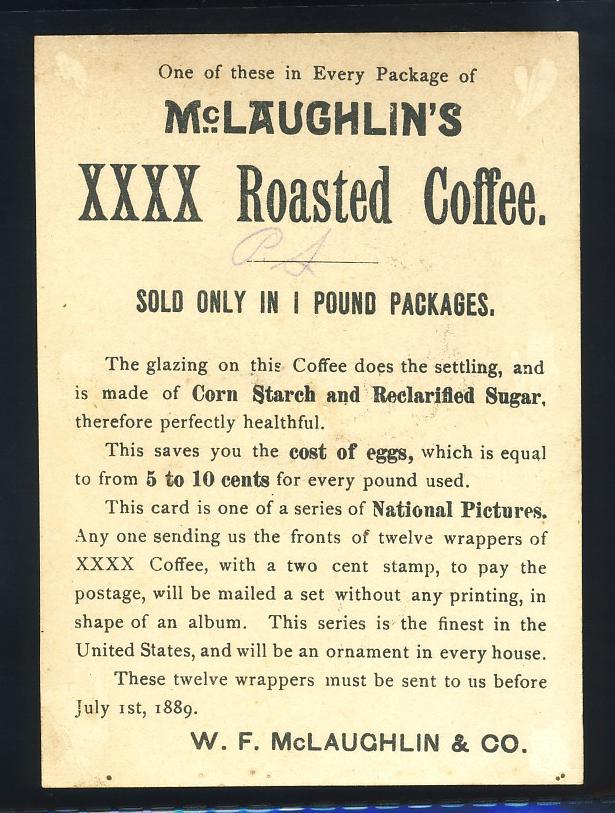 One of these in Every Package of
McLAUGHLIN'S
XXXX Roasted Coffee.
P. S
SOLD ONLY IN 1 POUND PACKAGES.
The glazing on this Coffee does the settling, and
is made of Corn Starch and Reclarified Sugar,
therefore perfectly healthful.
This saves you the cost of eggs, which is equal
to from 5 to 10 cents for every pound used.
This card is one of a series of National Pictures.
Any one sending us the fronts of twelve wrappers of
XXXX Coffee, with a two cent stamp, to pay the
postage, will be mailed a set without any printing, in
shape of an album. This series is the finest in the
United States, and will be an ornament in every house.
These twelve wrappers must be sent to us before
July 1st, 1889.
W. F. McLAUGHLIN & CO.